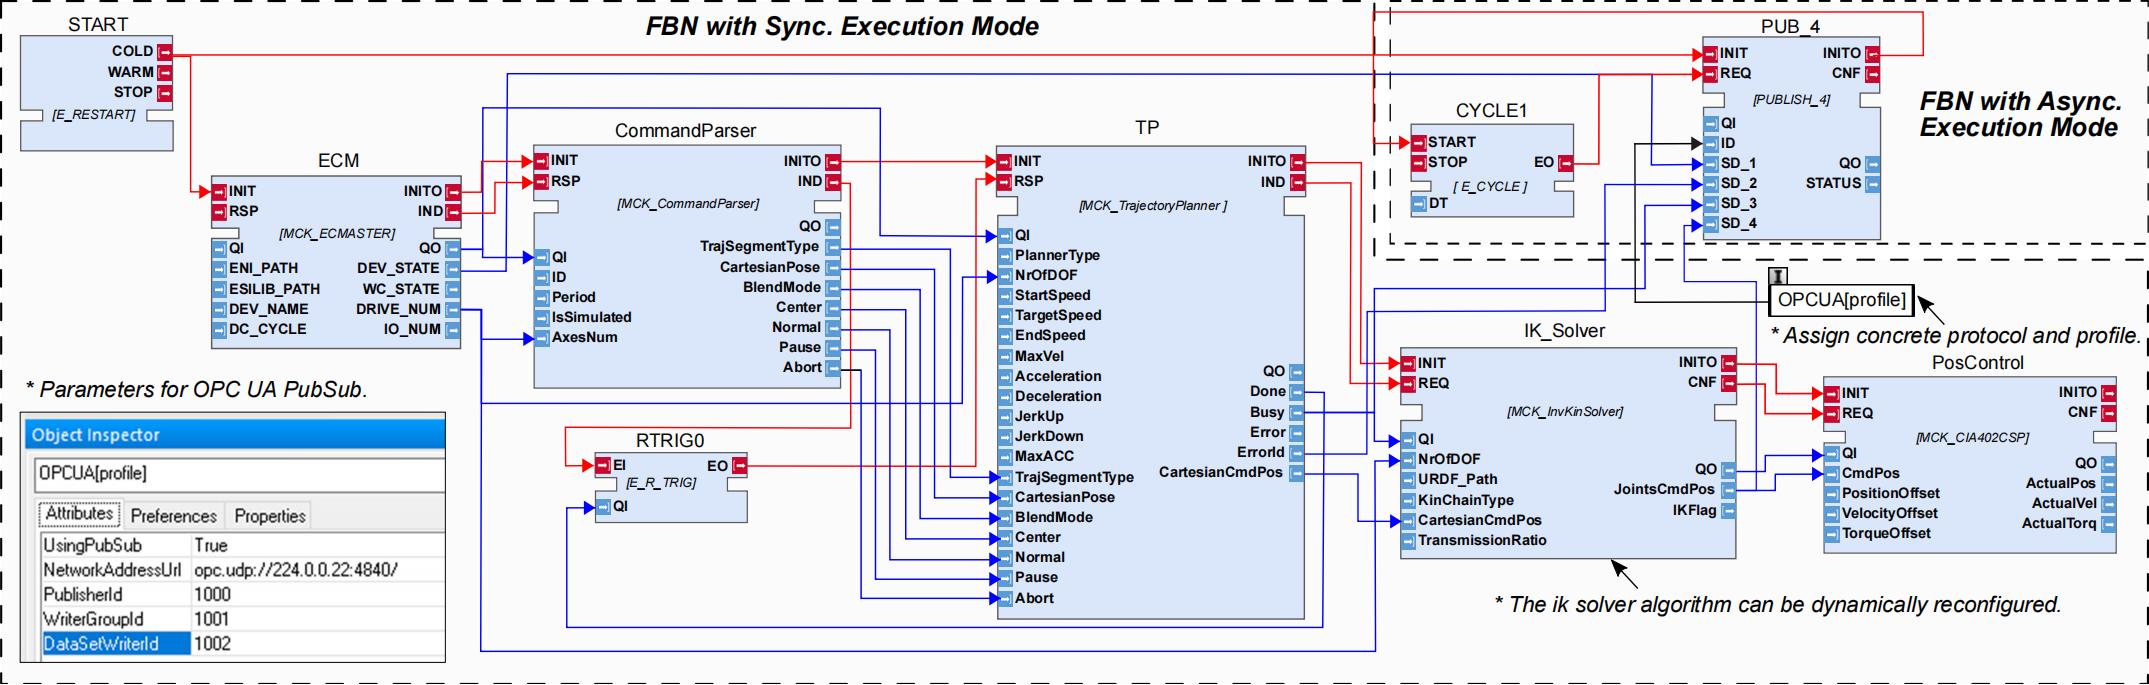 START
COLD
WARM
STOP
[E_RESTART]
FBN with Sync. Execution Mode
ECM
INIT
RSP
INITO
IND
[MCK_ECMASTER]
QI
ENI_PATH
ESILIB_PATH
DEV_NAME
DC_CYCLE
QO
DEV_STATE
WC_STATE
DRIVE_NUM
IO_NUM
CommandParser
INIT
RSP
INITO
IND
[MCK_CommandParser]
QI
ID
Period
IsSimulated
AxesNum
QO
TrajSegmentType
CartesianPose
BlendMode
Center
Normal
Pause
Abort
RTRIG0
EI
EO
[E_R_TRIG]
QI
TP
INIT
RSP
INITO
IND
[MCK_TrajectoryPlanner ]
QI
PlannerType
NrOfDOF
StartSpeed
TargetSpeed
EndSpeed
MaxVel
Acceleration
Deceleration
JerkUp
JerkDown
MaxACC
TrajSegmentType
CartesianPose
BlendMode
Center
Normal
Pause
Abort
QO
Done
Busy
Error
ErrorId
CartesianCmdPos
CYCLE1
START
STOP
EO
[ E_CYCLE ]
DT
PUB_4
INIT
REQ
INITO
CNF
[PUBLISH_4]
QI
ID
SD_1
SD_2
SD_3
SD_4
QO
STATUS
FBN with Async.
Execution Mode
I
OPCUA[profile]
* Assign concrete protocol and profile.
IK_Solver
INIT
REQ
INITO
CNF
[MCK_InvKinSolver]
QI
NrOfDOF
URDF_Path
KinChainType
CartesianCmdPos
TransmissionRatio
QO
JointsCmdPos
IKFlag
* The ik solver algorithm can be dynamically reconfigured.
PosControl
INIT
REQ
INITO
CNF
[MCK_CIA402CSP]
QI
CmdPos
PositionOffset
VelocityOffset
TorqueOffset
QO
ActualPos
ActualVel
ActualTorq
* Parameters for OPC UA PubSub.
Object Inspector
OPCUA[profile]
Attributes Preferences Properties
UsingPubSub True
NetworkAddressUrl opc.udp://224.0.0.22:4840/
PublisherId 1000
WriterGroupId 1001
DataSetWriterId 1002